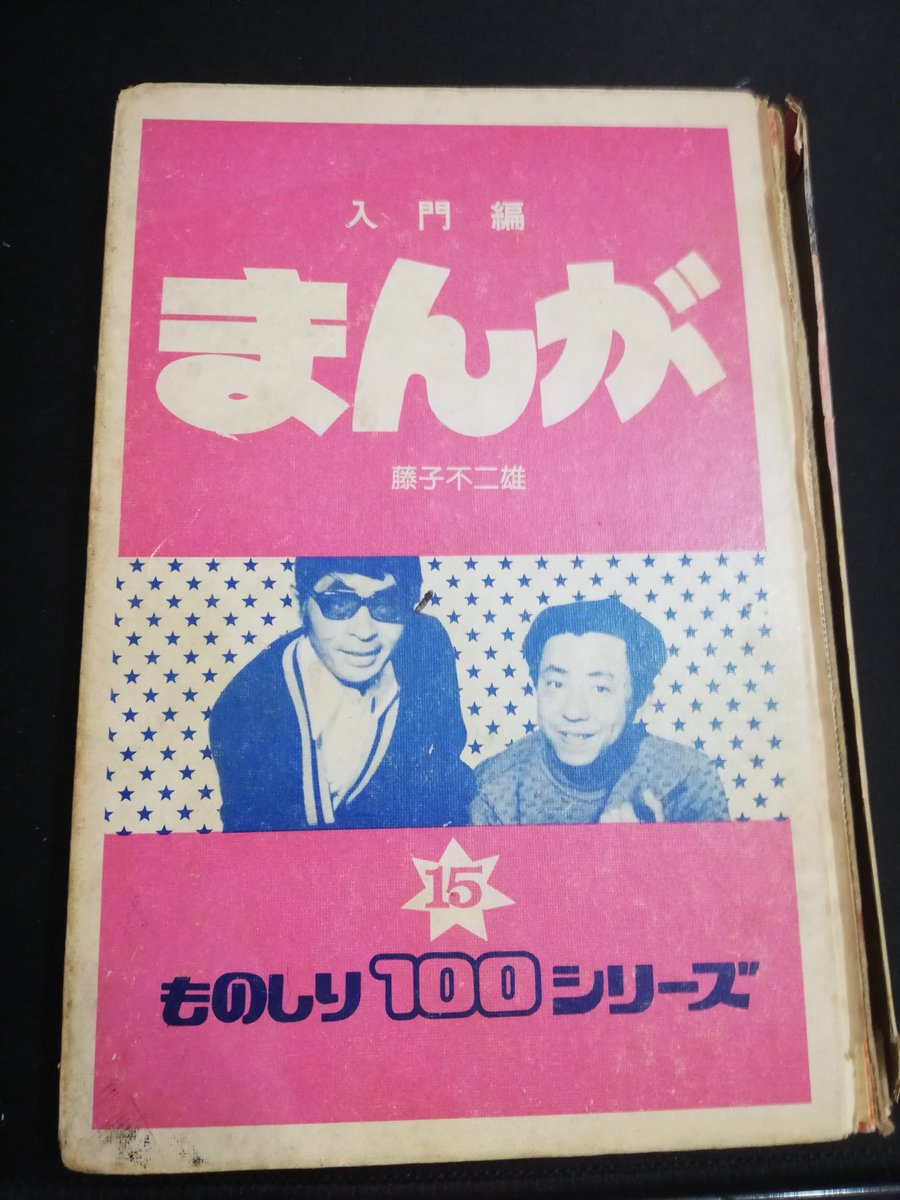 入門編
まんが
藤子不二雄
15
ものしり100シリーズ